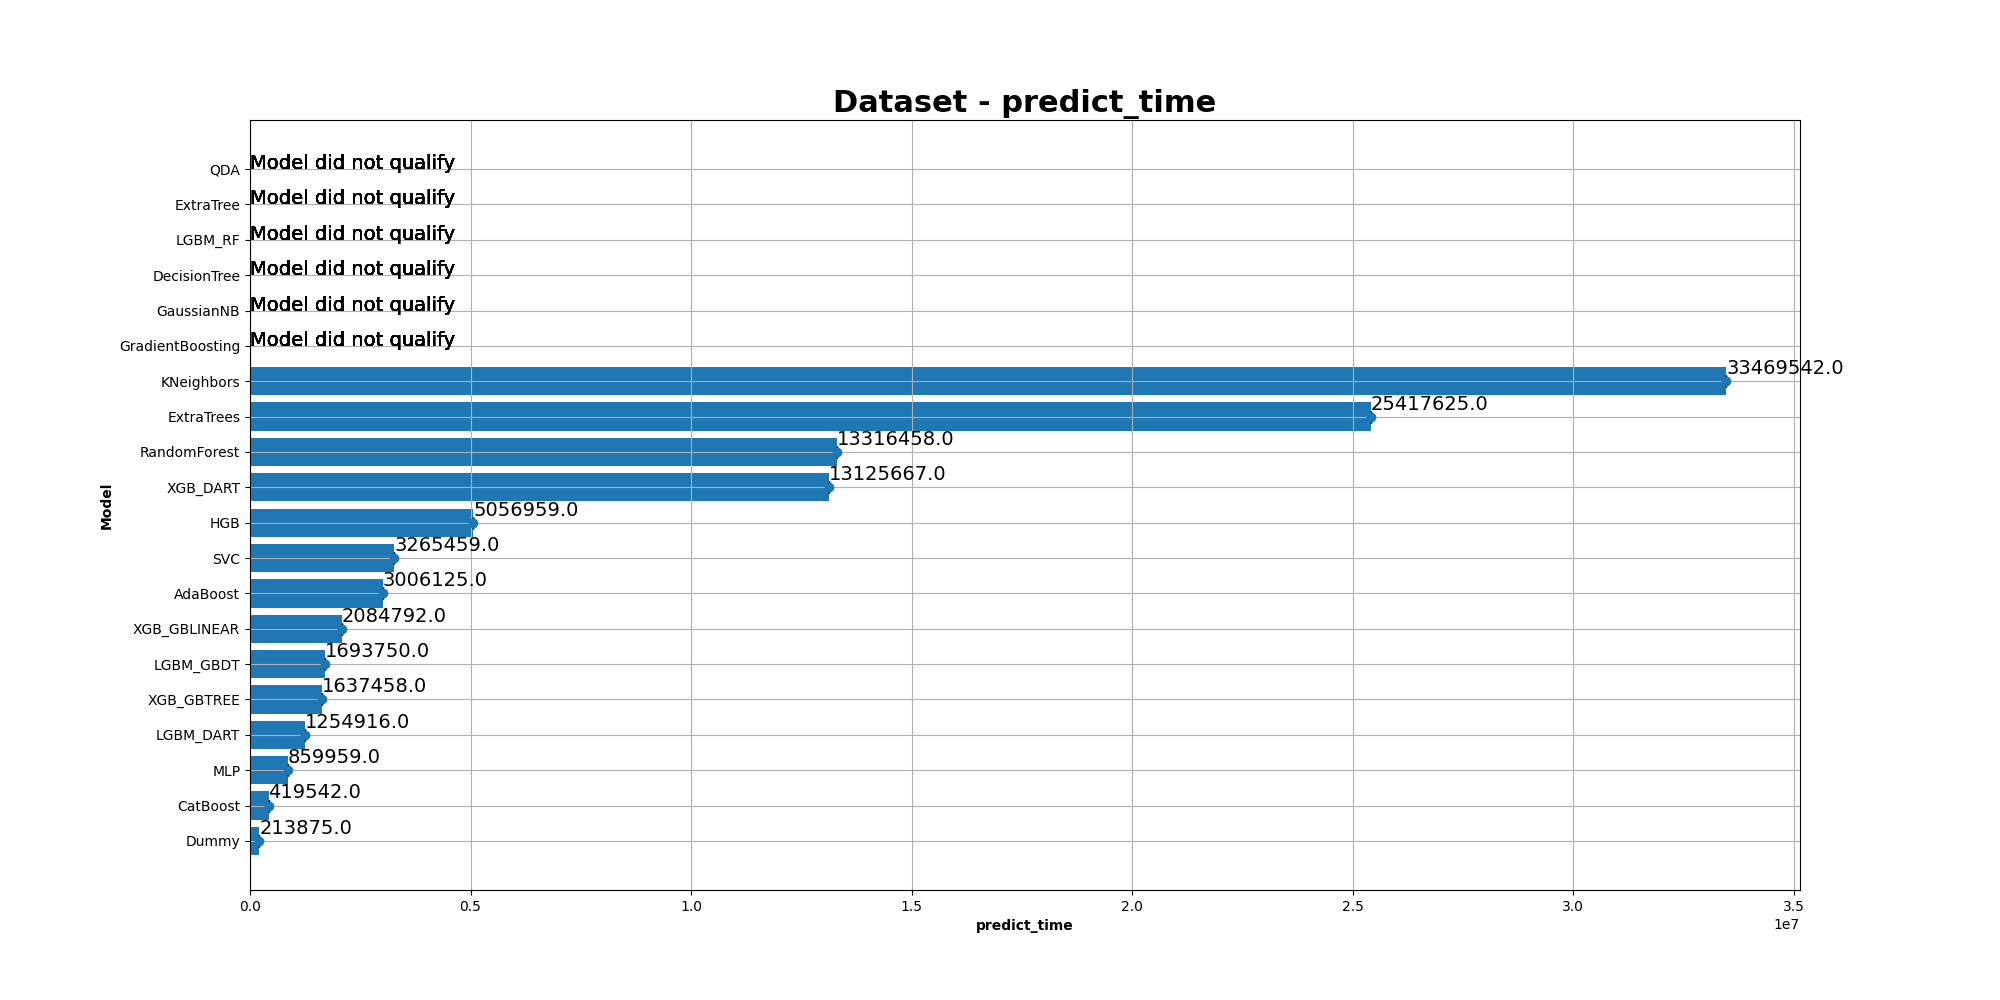 Dataset - predict_time
QDA Model did not qualify
ExtraTree Model did not qualify
LGBM_RF Model did not qualify
DecisionTree Model did not qualify
GaussianNB Model did not qualify
GradientBoosting Model did not qualify
KNeighbors 33469542.0
ExtraTrees 25417625.0
RandomForest 13316458.0
XGB_DART 13125667.0
Model
HGB 5056959.0
SVC 3265459.0
AdaBoost 3006125.0
XGB_GBLINEAR 2084792.0
LGBM_GBDT 1693750.0
XGB_GBTREE 1637458.0
LGBM_DART 1254916.0
MLP 859959.0
CatBoost 419542.0
Dummy 213875.0
0.0 0.5 1.0 1.5 2.0 2.5 3.0 3.5
1e7
predict_time